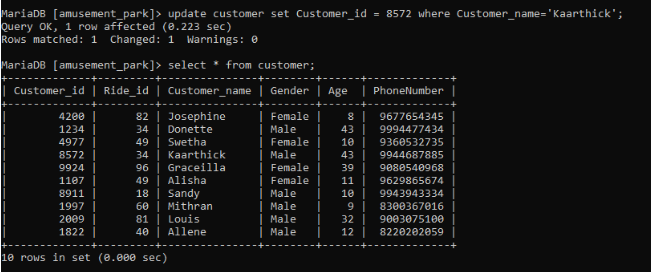 MariaDB [amusement_park]> update customer set Customer_id = 8572 where Customer_name='Kaarthick';
Query OK, 1 row affected (0.223 sec)
Rows matched: 1  Changed: 1  Warnings: 0
MariaDB [amusement_park]> select * from customer;
+-------------+---------+---------------+--------+------+-------------+
| Customer_id | Ride_id | Customer_name | Gender | Age  | PhoneNumber |
+-------------+---------+---------------+--------+------+-------------+
|        4200 |      82 | Josephine     | Female |    8 |  9677654345 |
|        1234 |      34 | Donette       | Male   |   43 |  9994477434 |
|        4977 |      49 | Swetha        | Female |   10 |  9360532735 |
|        8572 |      34 | Kaarthick     | Male   |   43 |  9944687885 |
|        9924 |      96 | Graceilla     | Female |   39 |  9080540968 |
|        1107 |      49 | Alisha        | Female |   11 |  9629865674 |
|        8911 |      18 | Sandy         | Male   |   10 |  9943943334 |
|        1997 |      60 | Mithran       | Male   |    9 |  8300367016 |
|        2009 |      81 | Louis         | Male   |   32 |  9003075100 |
|        1822 |      40 | Allene        | Male   |   12 |  8220202059 |
+-------------+---------+---------------+--------+------+-------------+
10 rows in set (0.000 sec)